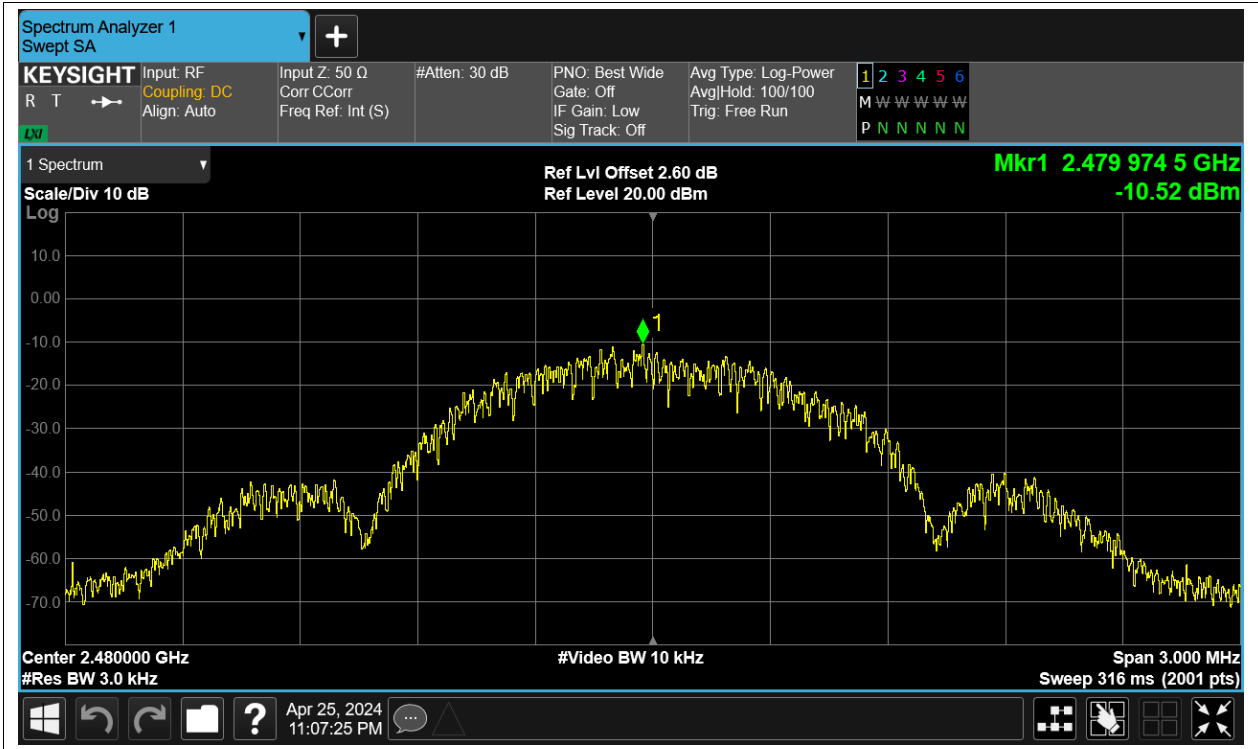 Spectrum Analyzer 1
Swept SA
KEYSIGHT
R T
LXI
Input: RF
Coupling: DC
Align: Auto
Input Z: 50 Ω
Corr CCorr
Freq Ref: Int (S)
#Atten: 30 dB
PNO: Best Wide
Gate: Off
IF Gain: Low
Sig Track: Off
Avg Type: Log-Power
Avg|Hold: 100/100
Trig: Free Run
1 2 3 4 5 6
M W W W W W
P N N N N N
1 Spectrum
Scale/Div 10 dB
Log
Ref Lvl Offset 2.60 dB
Ref Level 20.00 dBm
Mkr1 2.479 974 5 GHz
-10.52 dBm
10.0
0.00
-10.0
-20.0
-30.0
-40.0
-50.0
-60.0
-70.0
1
Center 2.480000 GHz
#Res BW 3.0 kHz
#Video BW 10 kHz
Span 3.000 MHz
Sweep 316 ms (2001 pts)
?
Apr 25, 2024
11:07:25 PM